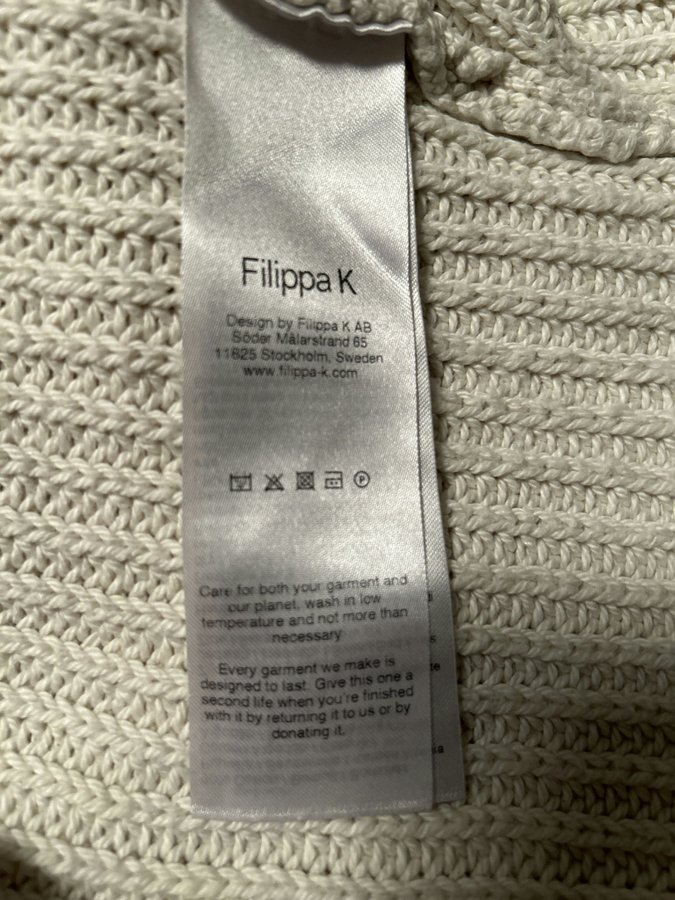 Filippa K
Design by Filippa K AB
Söder Mälarstrand 65
11825 Stockholm, Sweden
www.filippa-k.com
P
Care for both your garment and
our planet, wash in low
temperature and not more than
necessary
Every garment we make is
designed to last. Give this one a
second life when you're finished
with it by returning it to us or by
donating it.